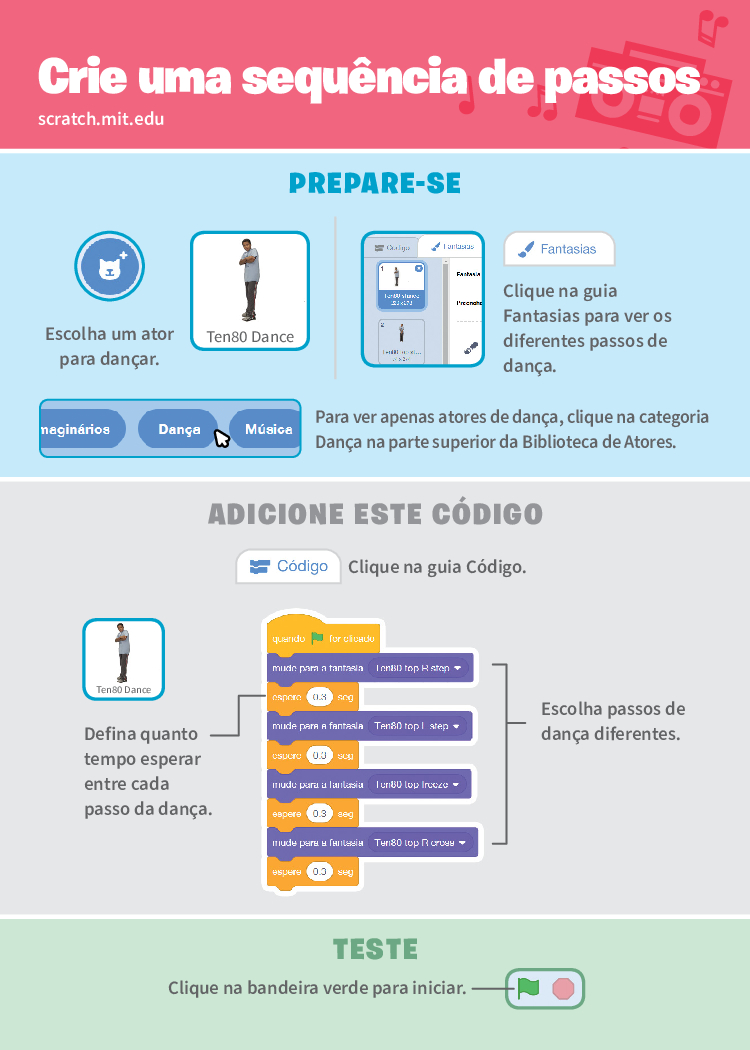 Crie uma sequência de passos
scratch.mit.edu
PREPARE-SE
Escolha um ator
para dançar.
Ten80 Dance
Código
Fantasias
1
Fantasia
2
Fantasias
Clique na guia
Fantasias para ver os
diferentes passos de
dança.
maginários
Dança
Música
Para ver apenas atores de dança, clique na categoria
Dança na parte superior da Biblioteca de Atores.
ADICIONE ESTE CÓDIGO
Código
Clique na guia Código.
Ten80 Dance
Defina quanto
tempo esperar
entre cada
passo da dança.
quando for clicado
mude para a fantasia Ten80 top R step
espere 0.3 seg
mude para a fantasia Ten80 top L step
espere 0.3 seg
mude para a fantasia Ten80 top freeze
espere 0.3 seg
mude para a fantasia Ten80 top R cross
espere 0.3 seg
Escolha passos de
dança diferentes.
TESTE
Clique na bandeira verde para iniciar.